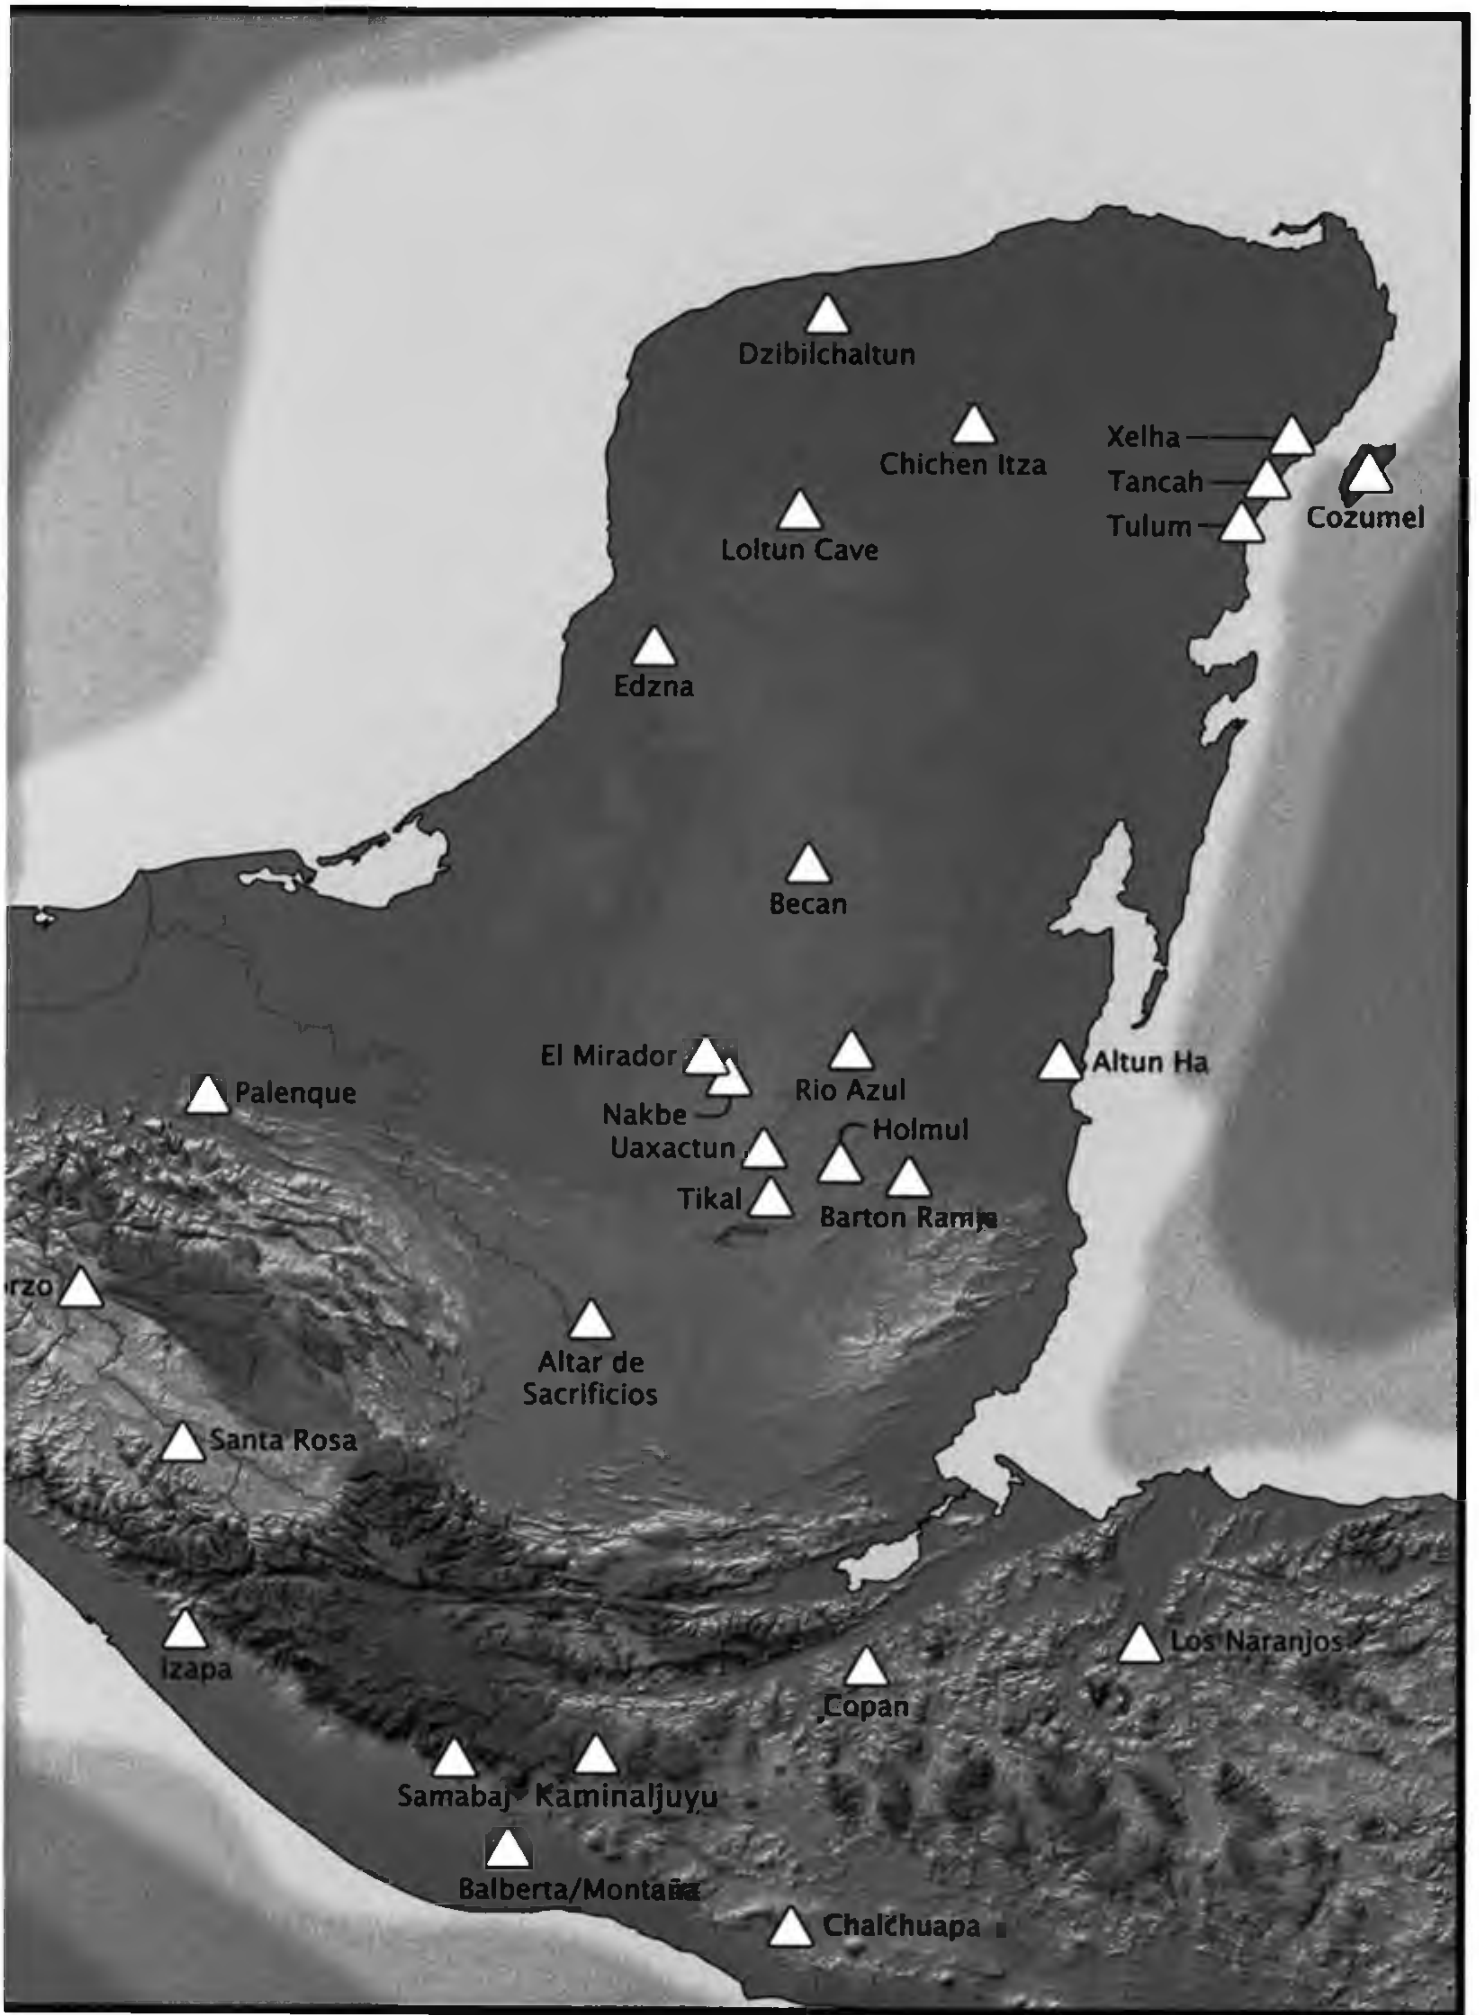 Dzibilchaltun
Chichen Itza
Xelha
Tancah
Tulum
Cozumel
Loltun Cave
Edzna
Becan
El Mirador
Rio Azul
Altun Ha
Palenque
Nakbe
Holmul
Uaxactun
Tikal
Barton Ramie
rzo
Altar de
Sacrificios
Santa Rosa
Izapa
Los Naranjos
Copan
Samabaj
Kaminaljuyu
Balberta/Montaña
Chalchuapa